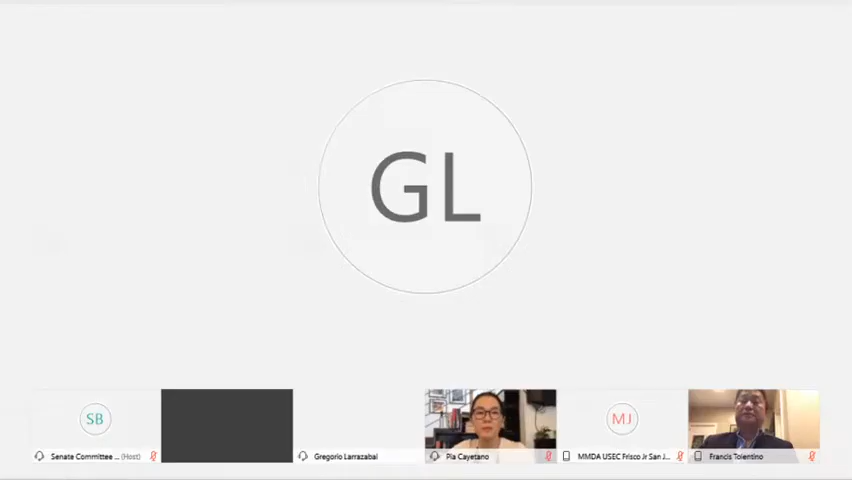 GL
SB
MJ
Senate Committee ... (Host)
Gregorio Larrazabal
Pia Cayetano
MMDA USEC Frisco Jr San J...
Francis Tolentino